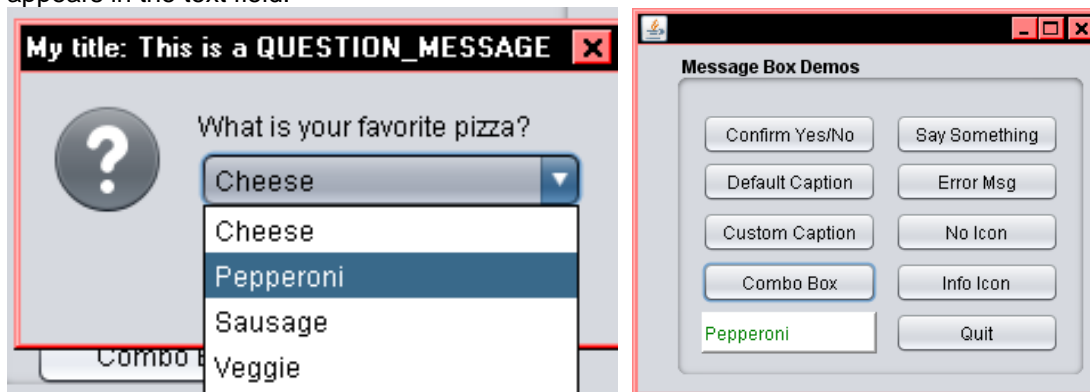 appears in the text field.
My title: This is a QUESTION_MESSAGE
What is your favorite pizza?
Cheese
Cheese
Pepperoni
Sausage
Veggie
Combo
Message Box Demos
Confirm Yes/No Say Something
Default Caption Error Msg
Custom Caption No Icon
Combo Box Info Icon
Pepperoni Quit